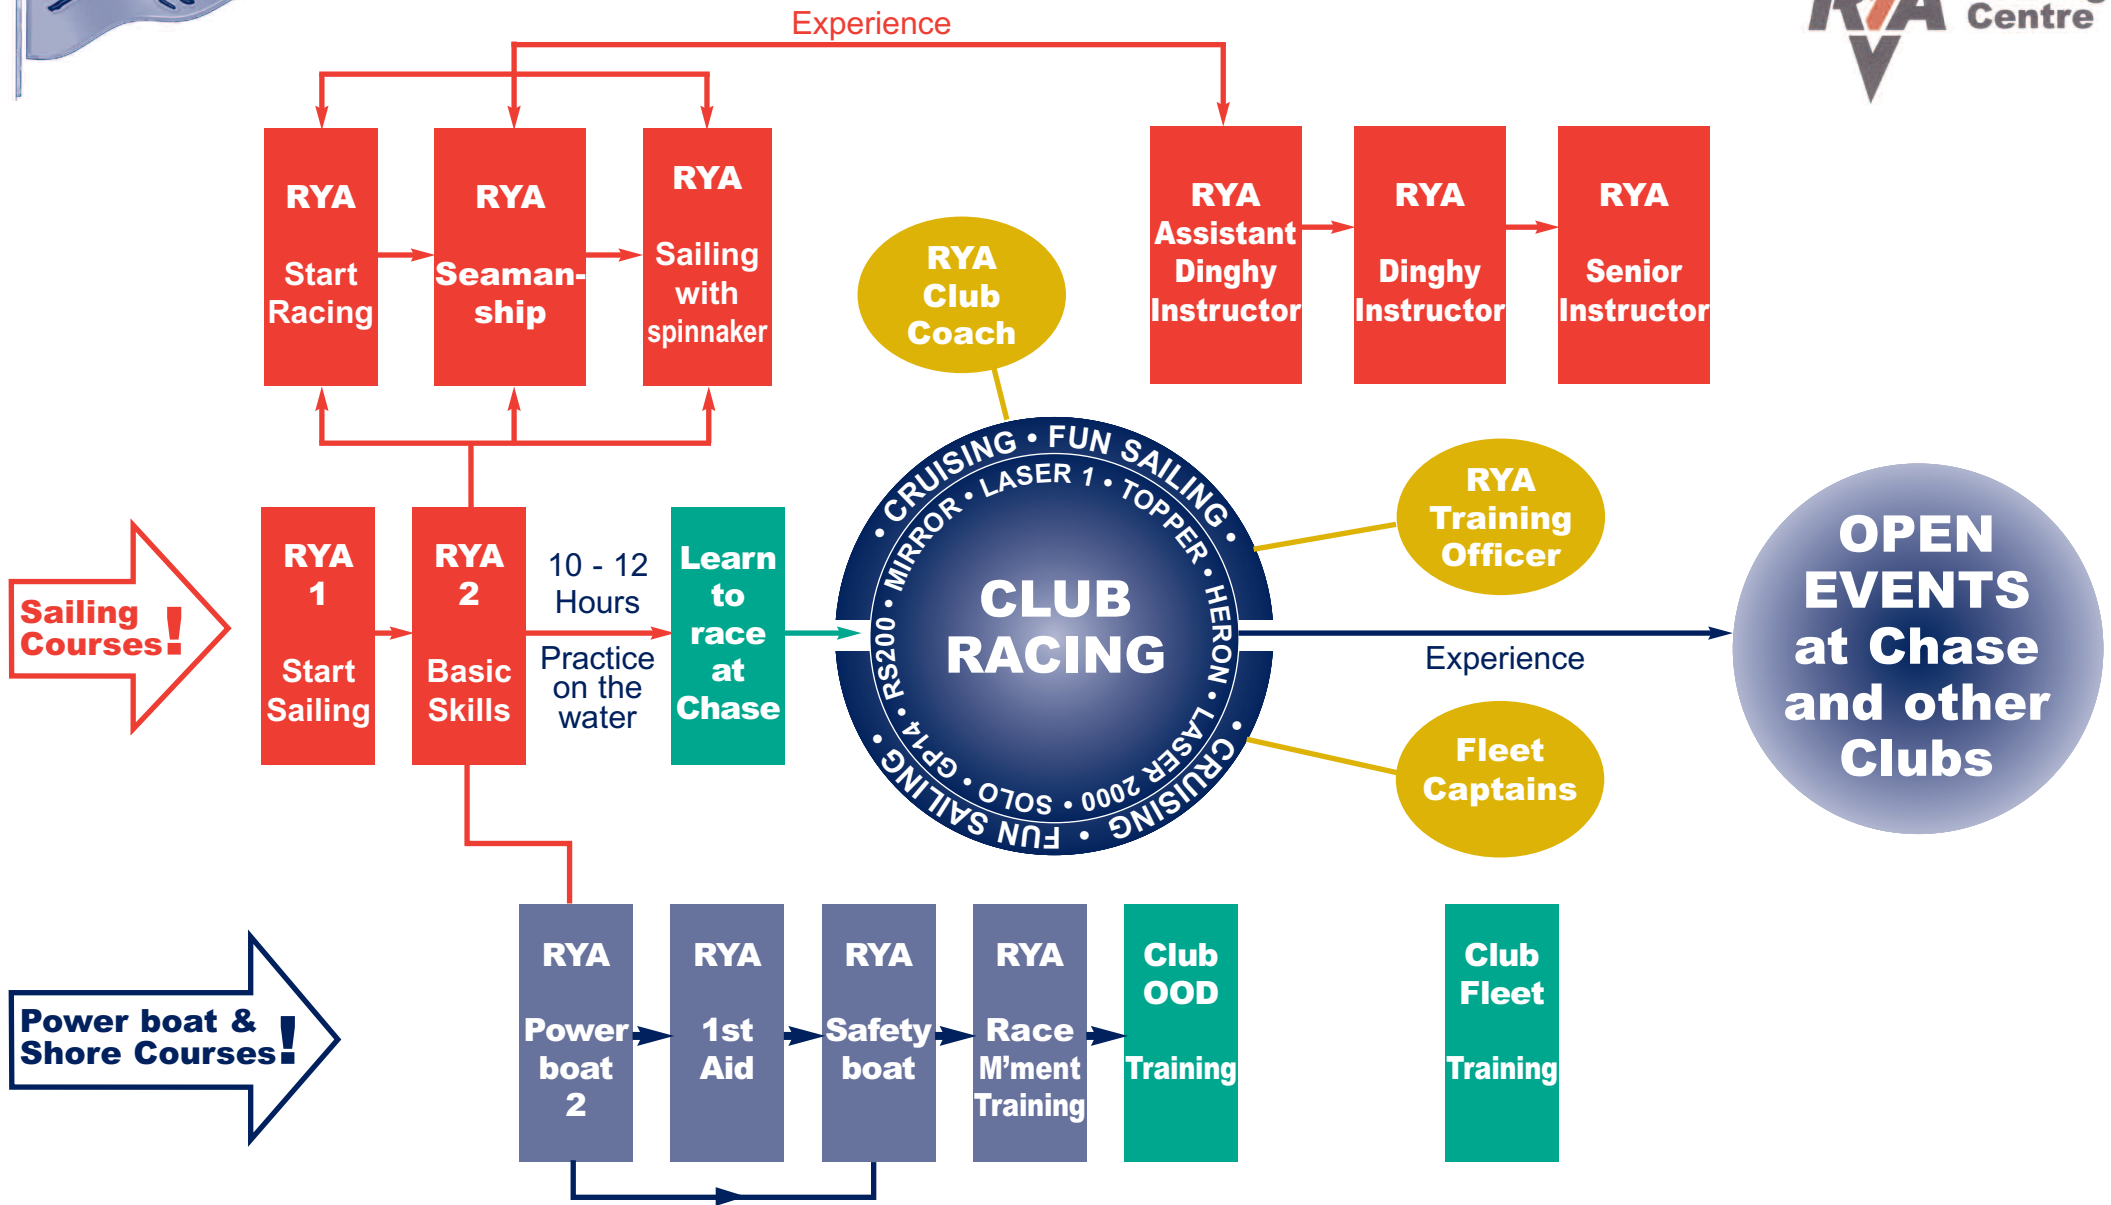 Experience
RYA
Centre
RYA
Start
Racing
RYA
Seaman-
ship
RYA
Sailing
with
spinnaker
RYA
Club
Coach
RYA
Assistant
Dinghy
Instructor
RYA
Dinghy
Instructor
RYA
Senior
Instructor
Sailing
Courses!
RYA
1
Start
Sailing
RYA
2
Basic
Skills
10 - 12
Hours
Practice
on the
water
Learn
to
race
at
Chase
• CRUISING • FUN SAILING •
• CRUISING • FUN SAILING •
RS200 • MIRROR • LASER 1 • TOPPER • HERON • LASER 2000 • SOLO • GP14 •
CLUB
RACING
RYA
Training
Officer
Experience
Fleet
Captains
OPEN
EVENTS
at Chase
and other
Clubs
Power boat &
Shore Courses!
RYA
Power
boat
2
RYA
1st
Aid
RYA
Safety
boat
RYA
Race
M’ment
Training
Club
OOD
Training
Club
Fleet
Training